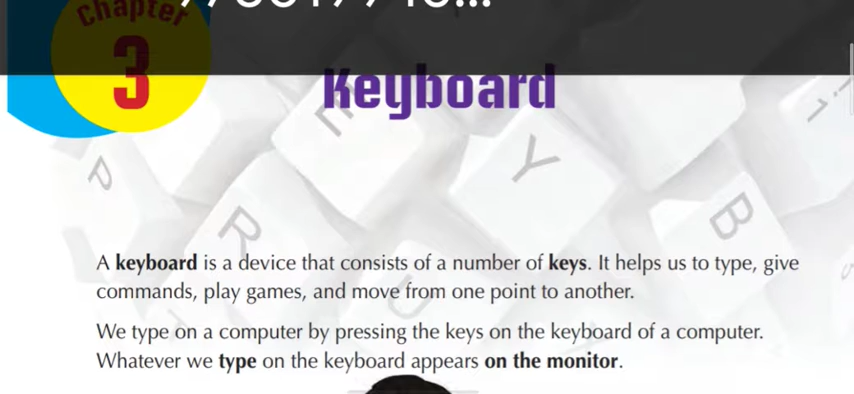 Chapter
3
Keyboard
P
E
Y
R
B
U
A keyboard is a device that consists of a number of keys. It helps us to type, give
commands, play games, and move from one point to another.
We type on a computer by pressing the keys on the keyboard of a computer.
Whatever we type on the keyboard appears on the monitor.